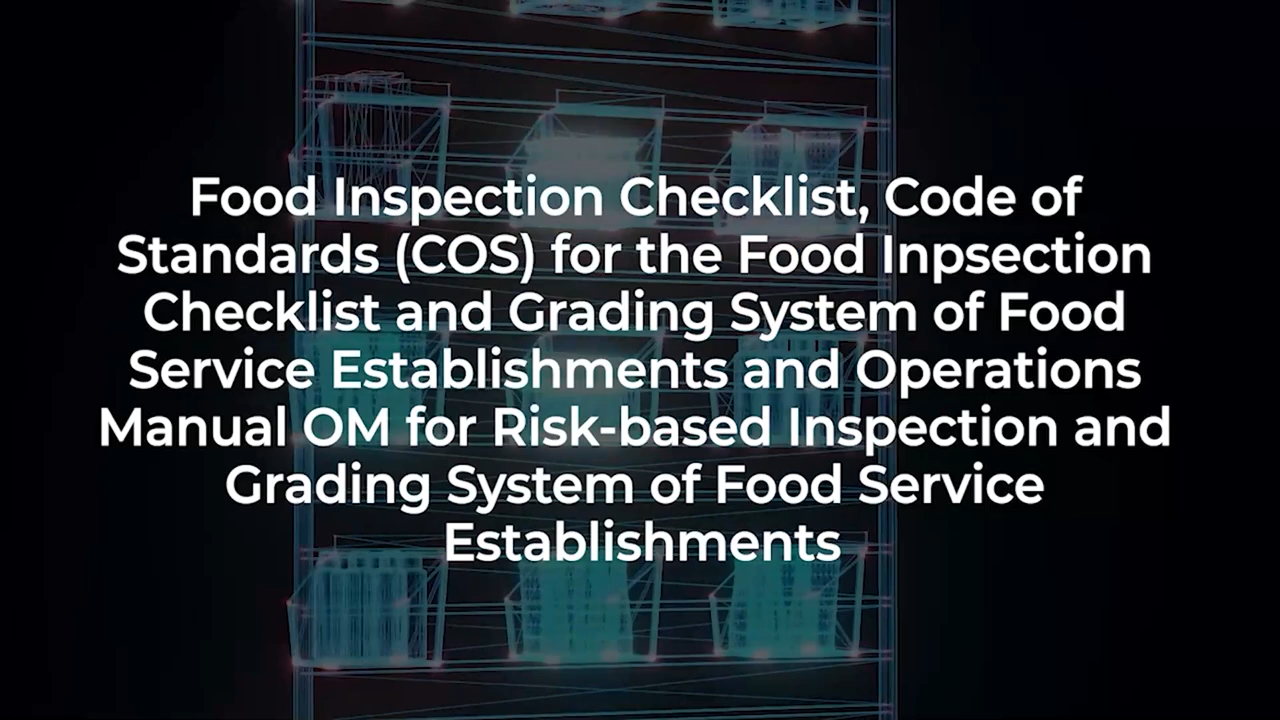 Food Inspection Checklist, Code of
Standards (COS) for the Food Inpsection
Checklist and Grading System of Food
Service Establishments and Operations
Manual OM for Risk-based Inspection and
Grading System of Food Service
Establishments